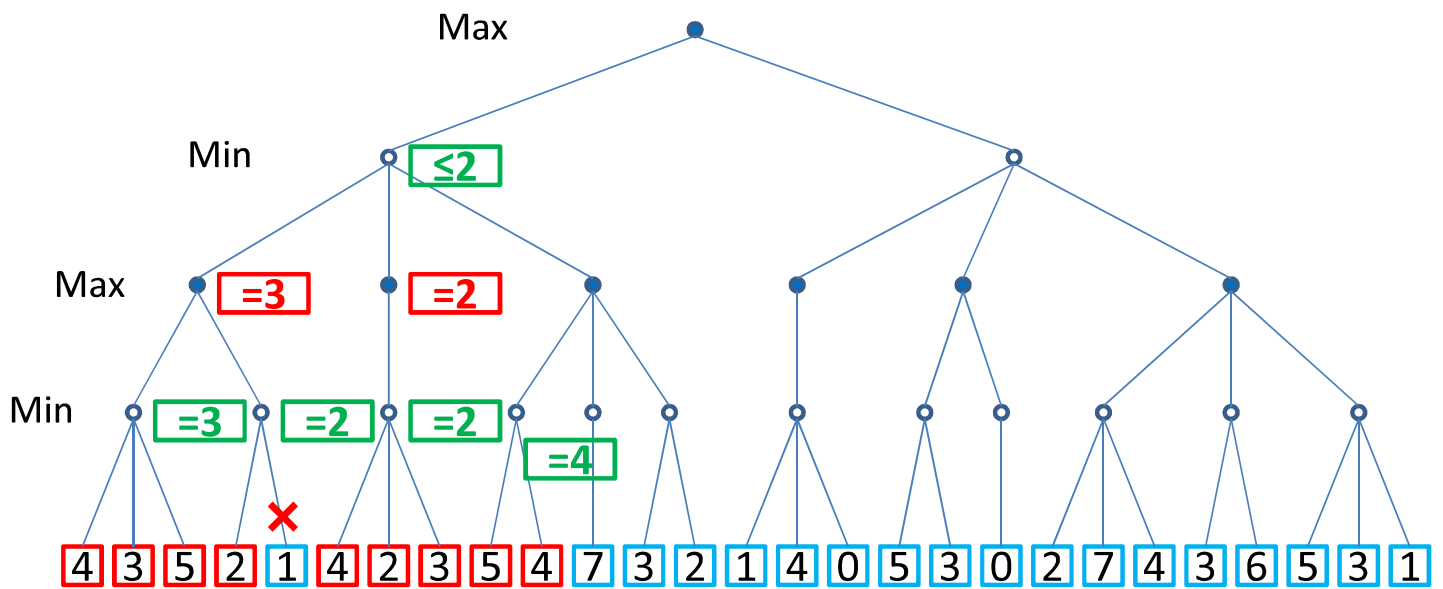 Max
Min ≤2
Max =3 =2
Min =3 =2 =2
=4
4 3 5 2 1 4 2 3 5 4 7 3 2 1 4 0 5 3 0 2 7 4 3 6 5 3 1